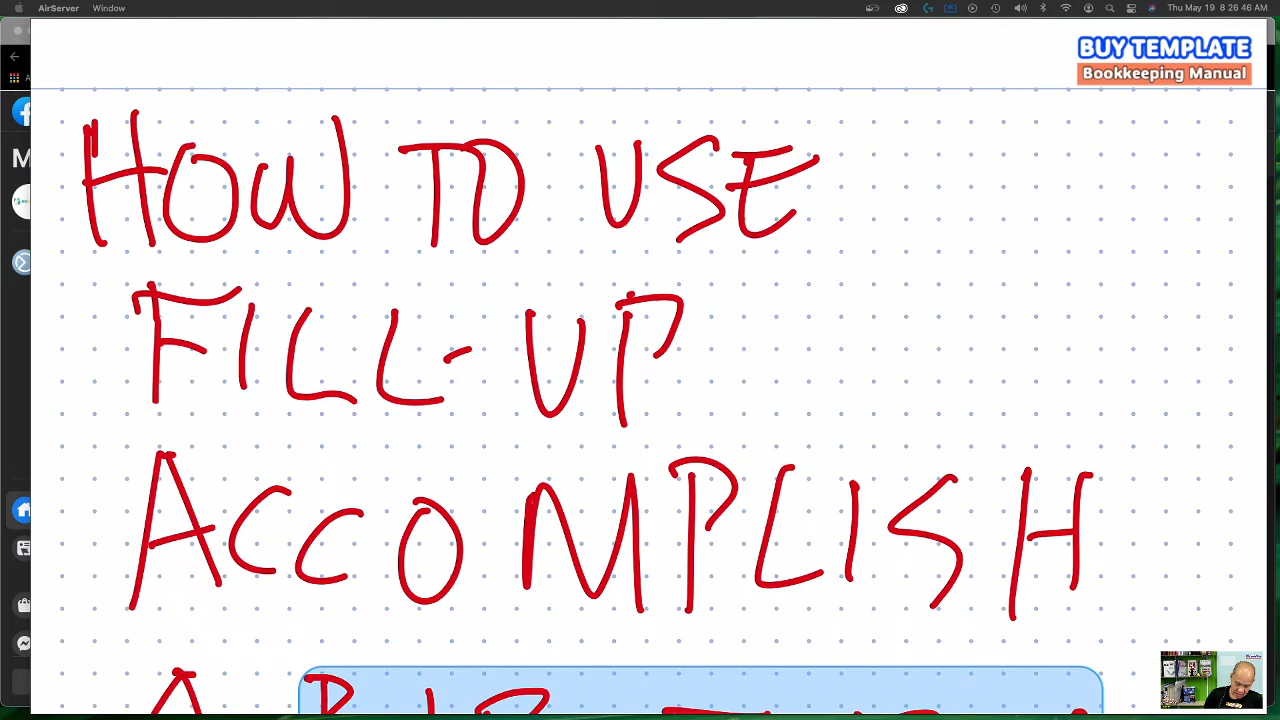 AirServer Window Thu May 19 8:26:46 AM
BUY TEMPLATE
Bookkeeping Manual
HOW TO USE
FILL-UP
ACCOMPLISH
A